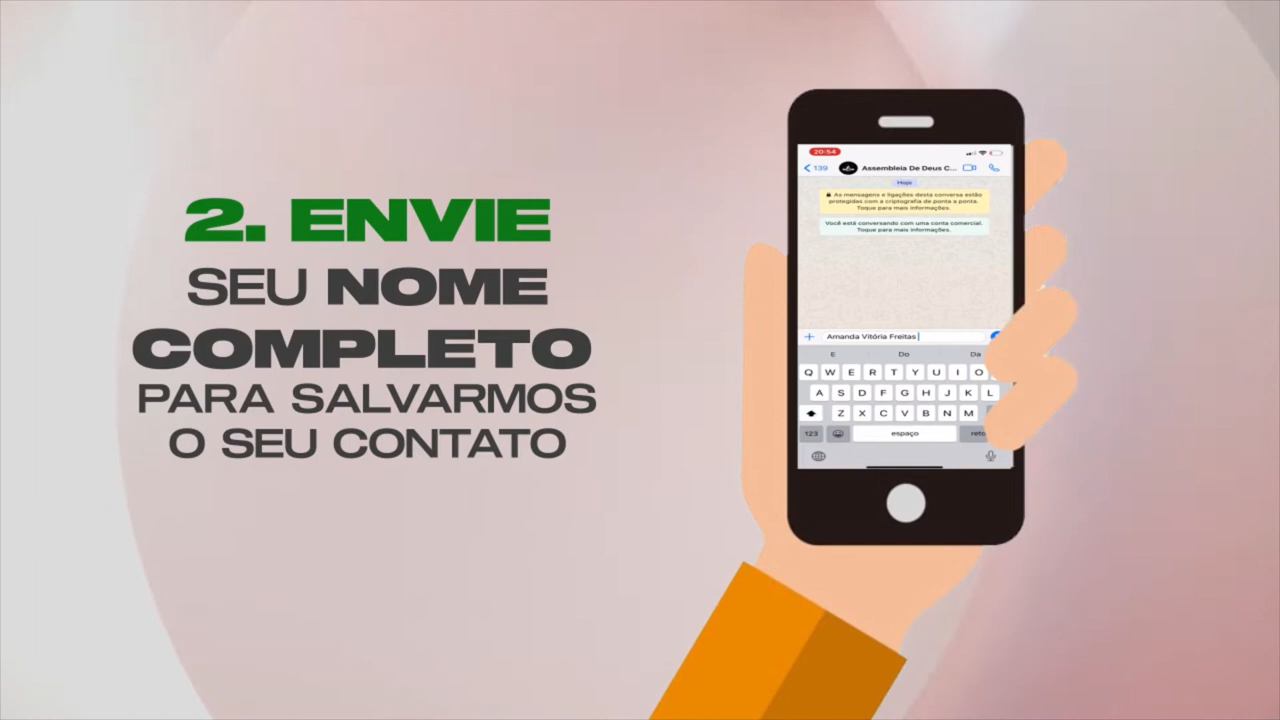 2. ENVIE
SEU NOME
COMPLETO
PARA SALVARMOS
O SEU CONTATO
20:54
139
Assembleia De Deus C...
Hoje
As mensagens e ligações desta conversa estão
protegidas com a criptografia de ponta a ponta.
Toque para mais informações.
Você está conversando com uma conta comercial.
Toque para mais informações.
Amanda Vitória Freitas
E Do Da
Q W E R T Y U I O
A S D F G H J K L
Z X C V B N M
123 espaço reto